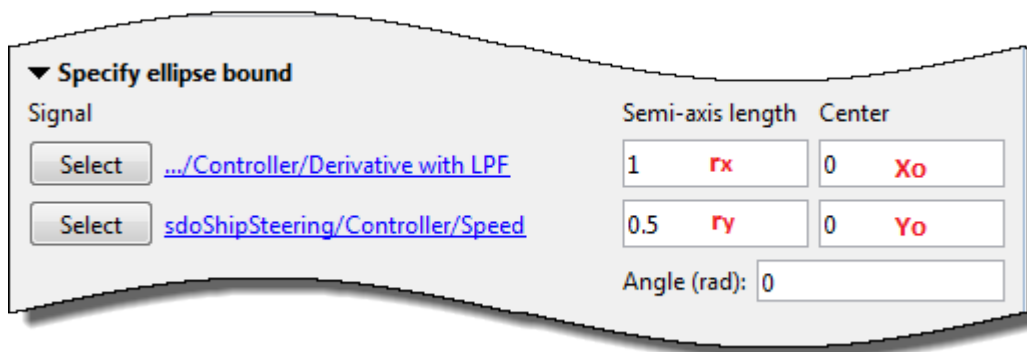 Specify ellipse bound
Signal Semi-axis length Center
Select .../Controller/Derivative with LPF 1 rx 0 Xo
Select sdoShipSteering/Controller/Speed 0.5 ry 0 Yo
Angle (rad): 0